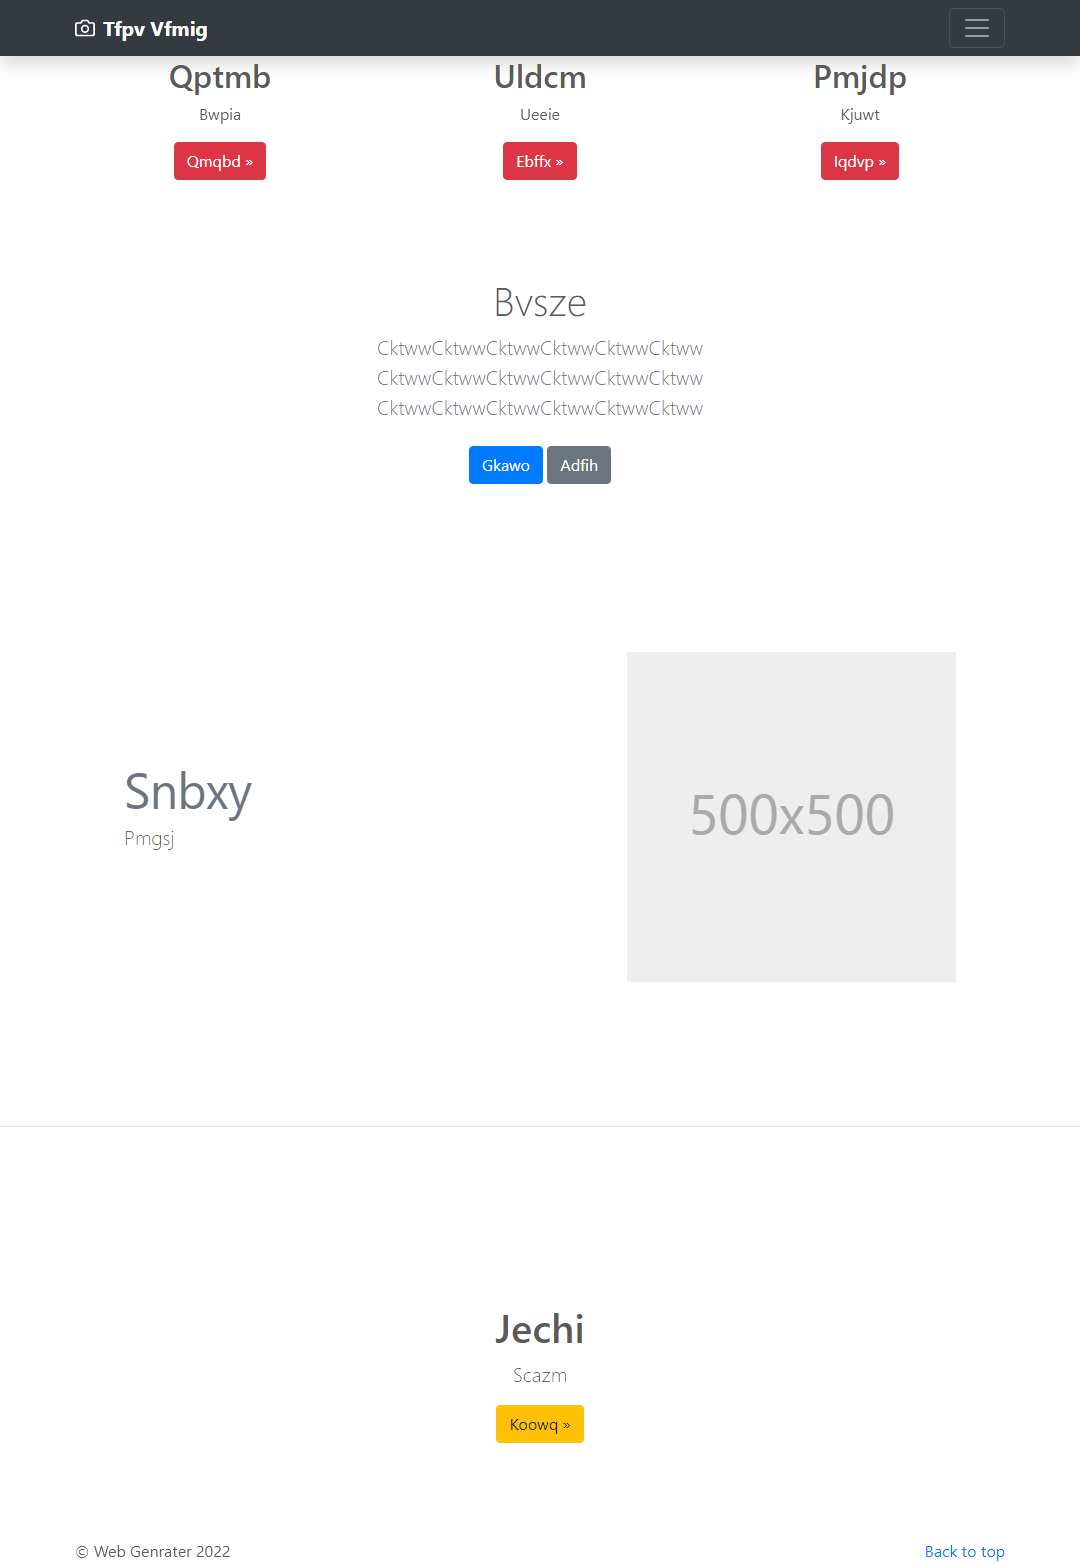 Tfpv Vfmig
Qptmb
Bwpia
Qmqbd »
Uldcm
Ueeie
Ebffx »
Pmjdp
Kjuwt
Iqdvp »
Bvsze
CktwwCktwwCktwwCktwwCktwwCktww
CktwwCktwwCktwwCktwwCktwwCktww
CktwwCktwwCktwwCktwwCktwwCktww
Gkawo Adfih
Snbxy
Pmgsj
500x500
Jechi
Scazm
Koowq »
© Web Genrater 2022
Back to top